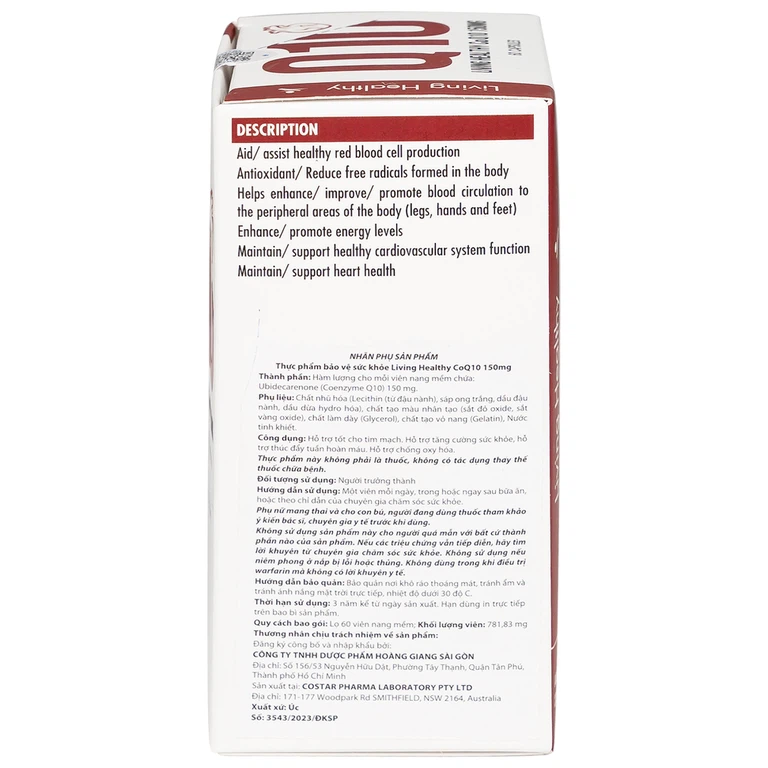 Q10
LIVING HEALTHY CoQ10 150MG
60 CAPSULES
Living Healthy
DESCRIPTION
Aid/ assist healthy red blood cell production
Antioxidant/ Reduce free radicals formed in the body
Helps enhance/ improve/ promote blood circulation to
the peripheral areas of the body (legs, hands and feet)
Enhance/ promote energy levels
Maintain/ support healthy cardiovascular system function
Maintain/ support heart health
NHÃN PHỤ SẢN PHẨM
Thực phẩm bảo vệ sức khỏe Living Healthy CoQ10 150mg
Thành phần: Hàm lượng cho mỗi viên nang mềm chứa:
Ubidecarenone (Coenzyme Q10) 150 mg.
Phụ liệu: Chất nhũ hóa (Lecithin (từ đậu nành), sáp ong trắng, dầu đậu
nành, dầu dừa hydro hóa), chất tạo màu nhân tạo (sắt đỏ oxide, sắt
vàng oxide), chất làm dày (Glycerol), chất tạo vỏ nang (Gelatin), Nước
tinh khiết.
Công dụng: Hỗ trợ tốt cho tim mạch. Hỗ trợ tăng cường sức khỏe, hỗ
trợ thúc đẩy tuần hoàn máu. Hỗ trợ chống oxy hóa.
Thực phẩm này không phải là thuốc, không có tác dụng thay thế
thuốc chữa bệnh.
Đối tượng sử dụng: Người trưởng thành
Hướng dẫn sử dụng: Một viên mỗi ngày, trong hoặc ngay sau bữa ăn,
hoặc theo chỉ dẫn của chuyên gia chăm sóc sức khỏe.
Phụ nữ mang thai và cho con bú, người đang dùng thuốc tham khảo
ý kiến bác sĩ, chuyên gia y tế trước khi dùng.
Không sử dụng sản phẩm này cho người quá mẫn với bất cứ thành
phần nào của sản phẩm. Nếu các triệu chứng vẫn tiếp diễn, hãy tìm
lời khuyên từ chuyên gia chăm sóc sức khỏe. Không sử dụng nếu
niêm phong ở nắp bị lỗi hoặc thủng. Không dùng trong khi điều trị
warfarin mà không có lời khuyên y tế.
Hướng dẫn bảo quản: Bảo quản nơi khô ráo thoáng mát, tránh ẩm và
tránh ánh nắng mặt trời trực tiếp, nhiệt độ dưới 30 độ C.
Thời hạn sử dụng: 3 năm kể từ ngày sản xuất. Hạn dùng in trực tiếp
trên bao bì sản phẩm.
Quy cách bao gói: Lọ 60 viên nang mềm; Khối lượng viên: 781,83 mg
Thương nhân chịu trách nhiệm về sản phẩm:
Đăng ký công bố và nhập khẩu bởi:
CÔNG TY TNHH DƯỢC PHẨM HOÀNG GIANG SÀI GÒN
Địa chỉ: Số 156/53 Nguyễn Hữu Dật, Phường Tây Thạnh, Quận Tân Phú,
Thành phố Hồ Chí Minh
Sản xuất tại: COSTAR PHARMA LABORATORY PTY LTD
Địa chỉ: 171-177 Woodpark Rd SMITHFIELD, NSW 2164, Australia
Xuất xứ: Úc
Số: 3543/2023/ĐKSP
Living Healthy